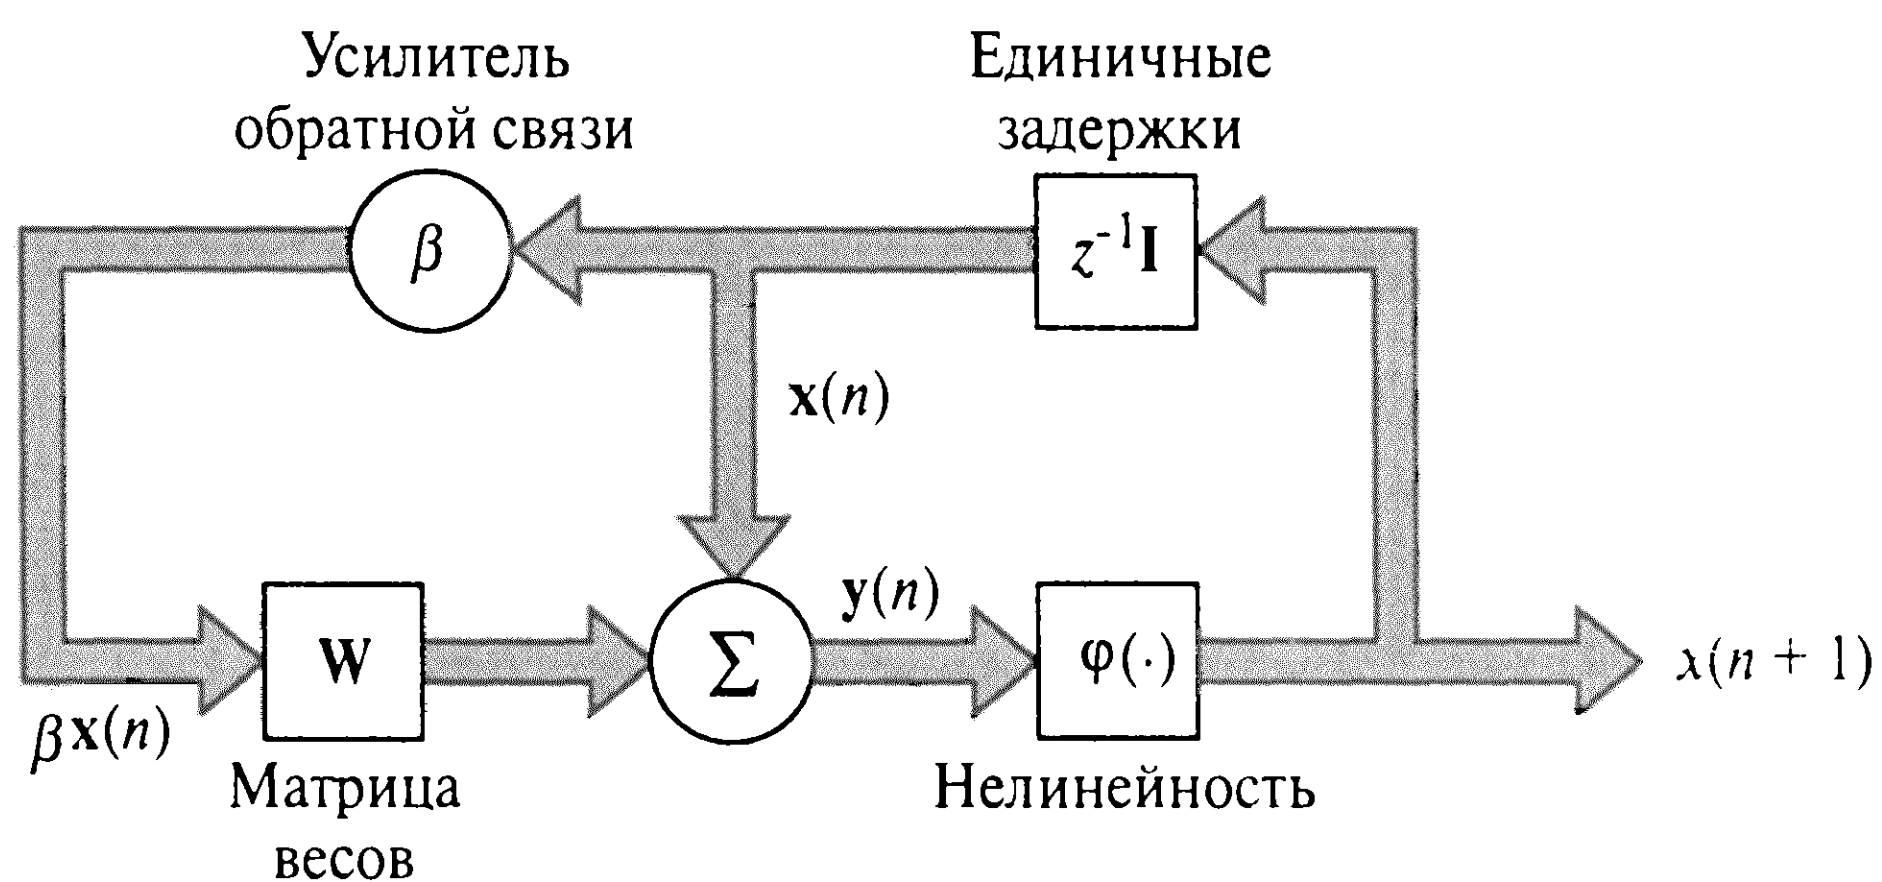 Усилитель
обратной связи
Единичные
задержки
β
z⁻¹I
x(n)
y(n)
W
Σ
φ(·)
x(n + 1)
βx(n)
Матрица
весов
Нелинейность